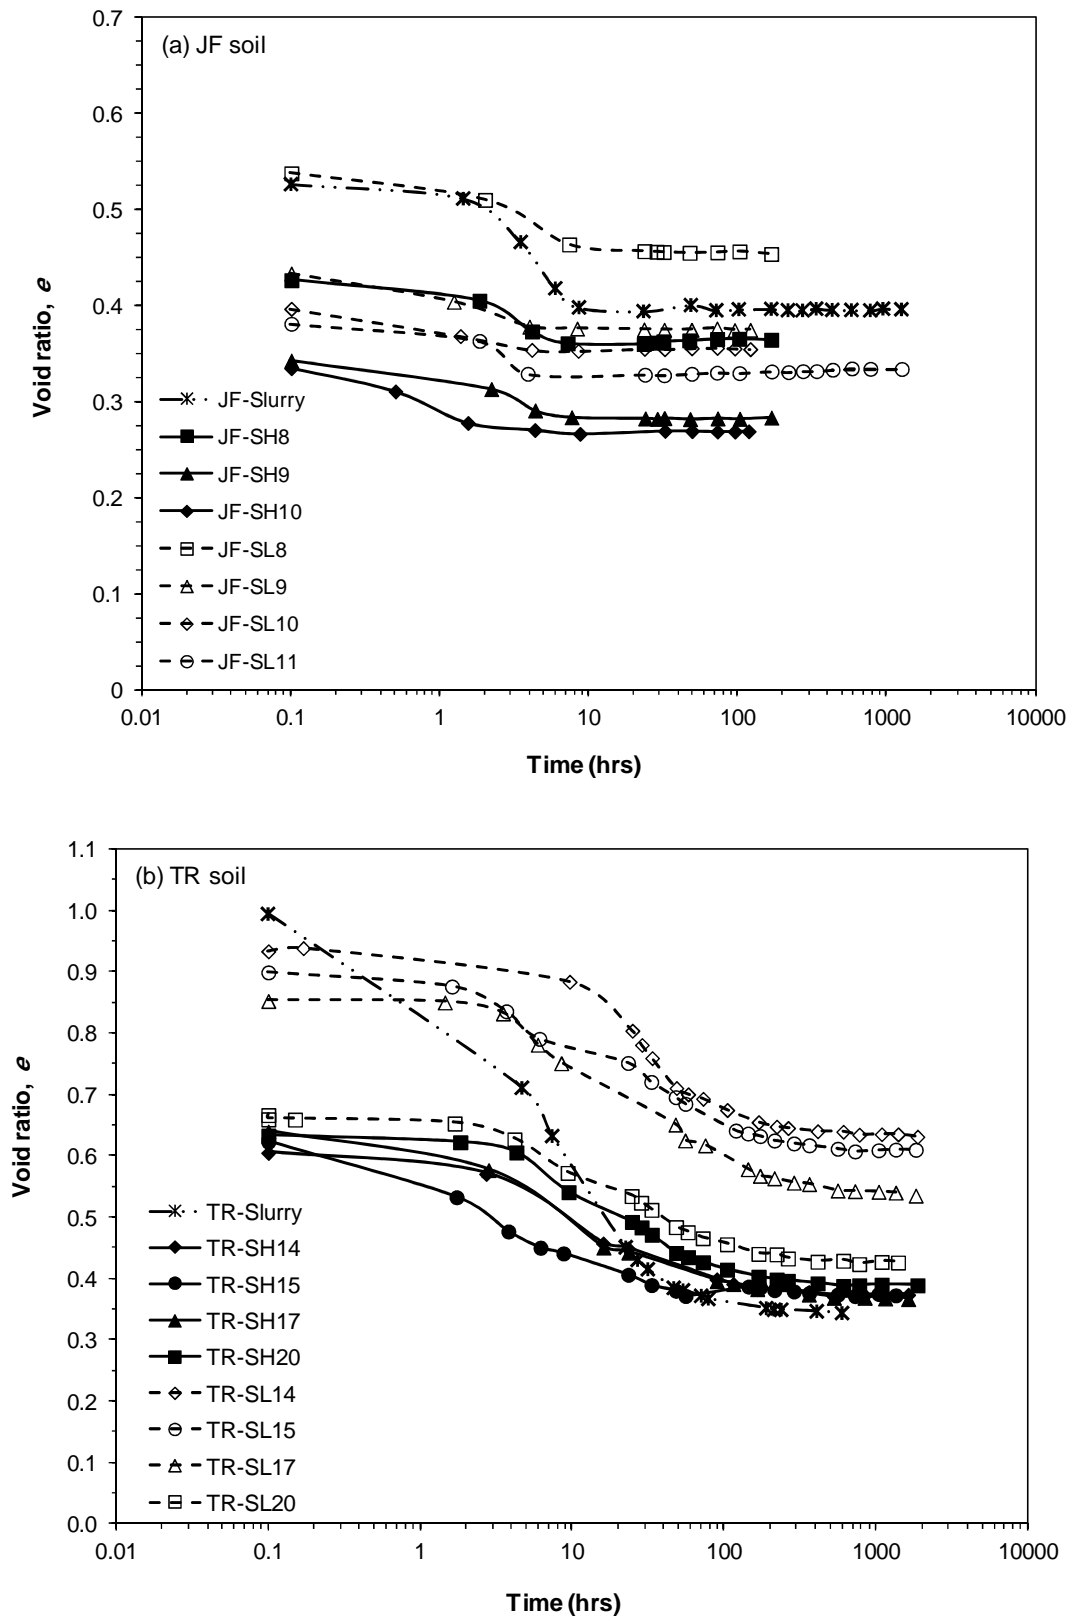 (a) JF soil
0.7
0.6
0.5
0.4
0.3
0.2
0.1
0
Void ratio, e
JF-Slurry
JF-SH8
JF-SH9
JF-SH10
JF-SL8
JF-SL9
JF-SL10
JF-SL11
0.01 0.1 1 10 100 1000 10000
Time (hrs)
(b) TR soil
1.1
1.0
0.9
0.8
0.7
0.6
0.5
0.4
0.3
0.2
0.1
0.0
Void ratio, e
TR-Slurry
TR-SH14
TR-SH15
TR-SH17
TR-SH20
TR-SL14
TR-SL15
TR-SL17
TR-SL20
0.01 0.1 1 10 100 1000 10000
Time (hrs)